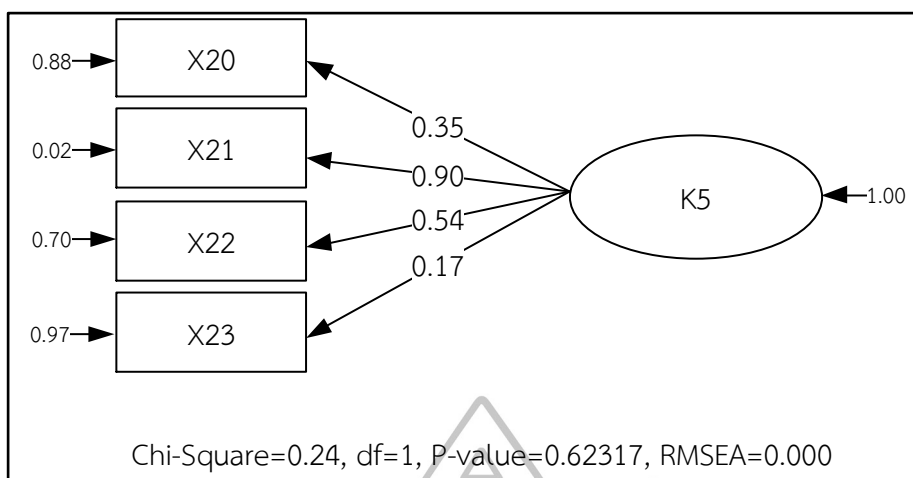 0.88
X20
0.35
0.02
X21
0.90
K5
1.00
0.70
X22
0.54
0.17
0.97
X23
Chi-Square=0.24, df=1, P-value=0.62317, RMSEA=0.000